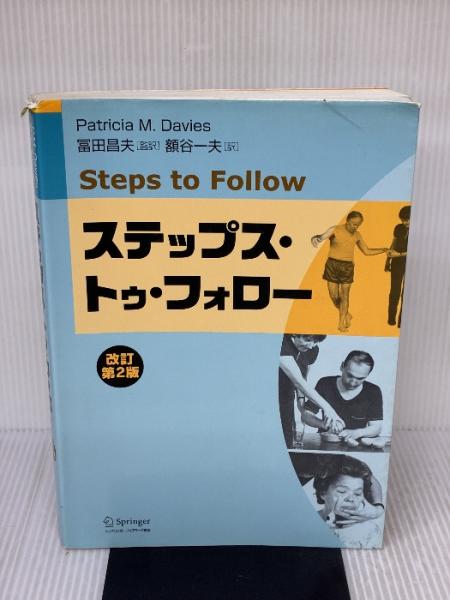 Patricia M. Davies
冨田昌夫[監訳] 額谷一夫[訳]
Steps to Follow
ステップス・
トゥ・フォロー
改訂
第2版
Springer